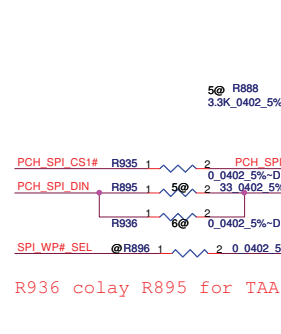 5@ R888
3.3K_0402_5%
PCH_SPI_CS1# R935 1 2 PCH_SPI
0_0402_5%~D
PCH_SPI_DIN R895 1 5@ 2 33_0402_5%
R936 1 6@ 2 0_0402_5%~D
SPI_WP#_SEL @R896 1 2 0_0402_5%
R936 colay R895 for TAA